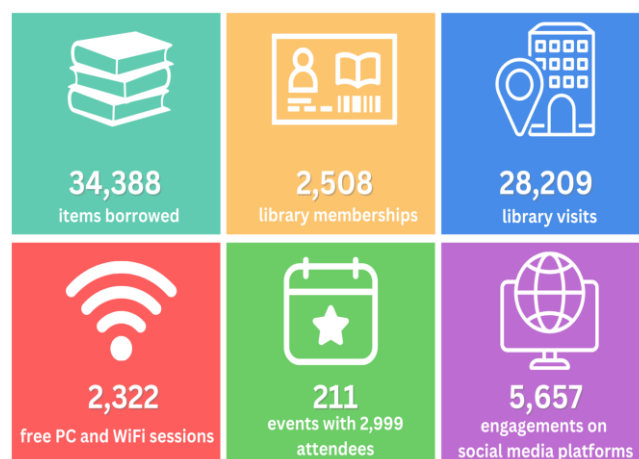 34,388
items borrowed
2,508
library memberships
28,209
library visits
2,322
free PC and WiFi sessions
211
events with 2,999
attendees
5,657
engagements on
social media platforms